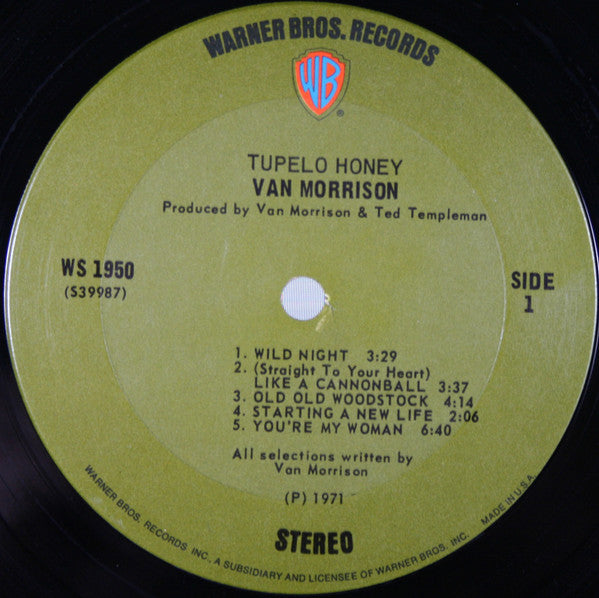 WARNER BROS. RECORDS
WB
®
TUPELO HONEY
VAN MORRISON
Produced by Van Morrison & Ted Templeman
WS 1950
(S39987)
SIDE
1
1. WILD NIGHT 3:29
2. (Straight To Your Heart)
LIKE A CANNONBALL 3:37
3. OLD OLD WOODSTOCK 4:14
4. STARTING A NEW LIFE 2:06
5. YOU'RE MY WOMAN 6:40
All selections written by
Van Morrison
(P) 1971
STEREO
WARNER BROS. RECORDS INC., A SUBSIDIARY AND LICENSEE OF WARNER BROS. INC. MADE IN U.S.A.